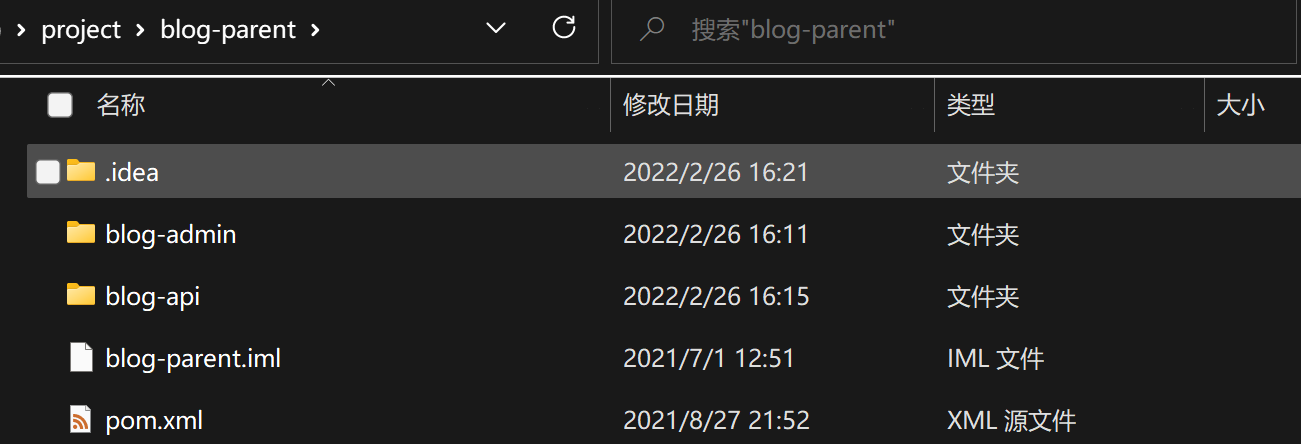 project blog-parent 搜索"blog-parent"
名称 修改日期 类型 大小
.idea 2022/2/26 16:21 文件夹
blog-admin 2022/2/26 16:11 文件夹
blog-api 2022/2/26 16:15 文件夹
blog-parent.iml 2021/7/1 12:51 IML 文件
pom.xml 2021/8/27 21:52 XML 源文件